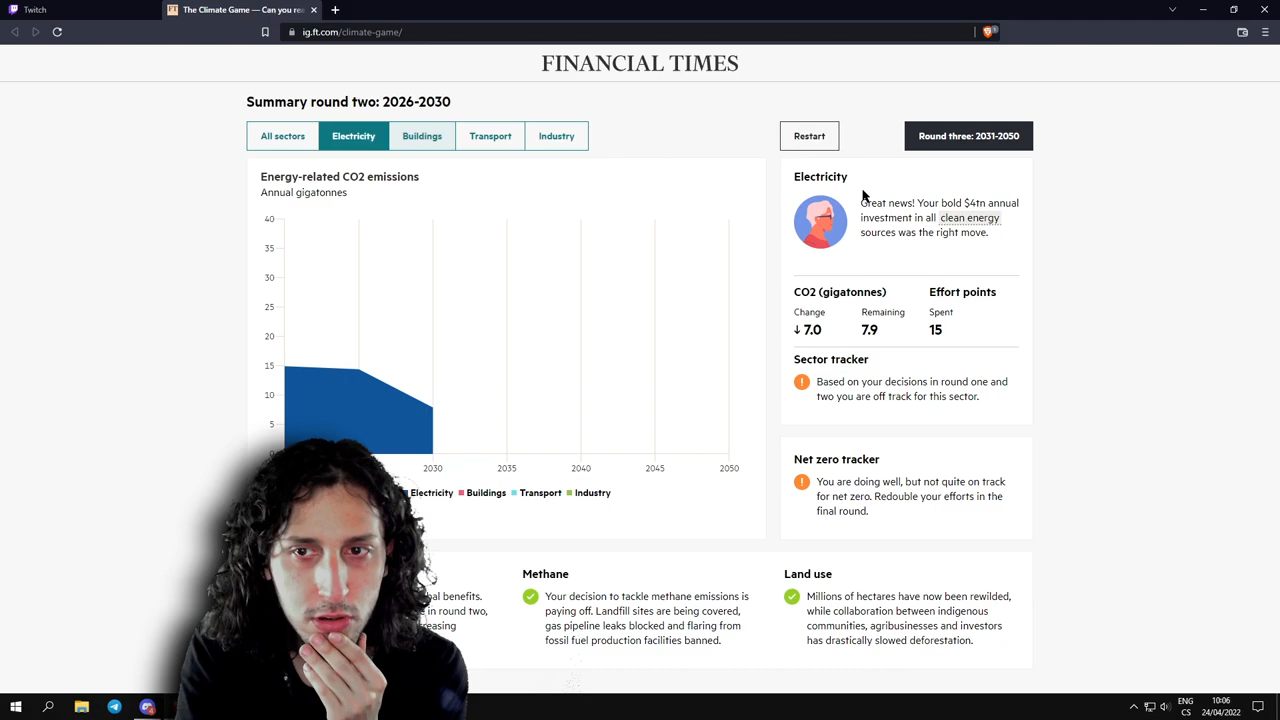 Twitch
The Climate Game — Can you rea
ig.ft.com/climate-game/
FINANCIAL TIMES
Summary round two: 2026-2030
All sectors
Electricity
Buildings
Transport
Industry
Restart
Round three: 2031-2050
Energy-related CO2 emissions
Annual gigatonnes
40
35
30
25
20
15
10
5
2030
2035
2040
2045
2050
Electricity
Buildings
Transport
Industry
Electricity
Great news! Your bold $4tn annual
investment in all clean energy
sources was the right move.
CO2 (gigatonnes)
Effort points
Change
Remaining
Spent
↓ 7.0
7.9
15
Sector tracker
Based on your decisions in round one and
two you are off track for this sector.
Net zero tracker
You are doing well, but not quite on track
for net zero. Redouble your efforts in the
final round.
bal benefits.
e in round two,
creasing
Methane
Your decision to tackle methane emissions is
paying off. Landfill sites are being covered,
gas pipeline leaks blocked and flaring from
fossil fuel production facilities banned.
Land use
Millions of hectares have now been rewilded,
while collaboration between indigenous
communities, agribusinesses and investors
has drastically slowed deforestation.
ENG
CS
10:06
24/04/2022